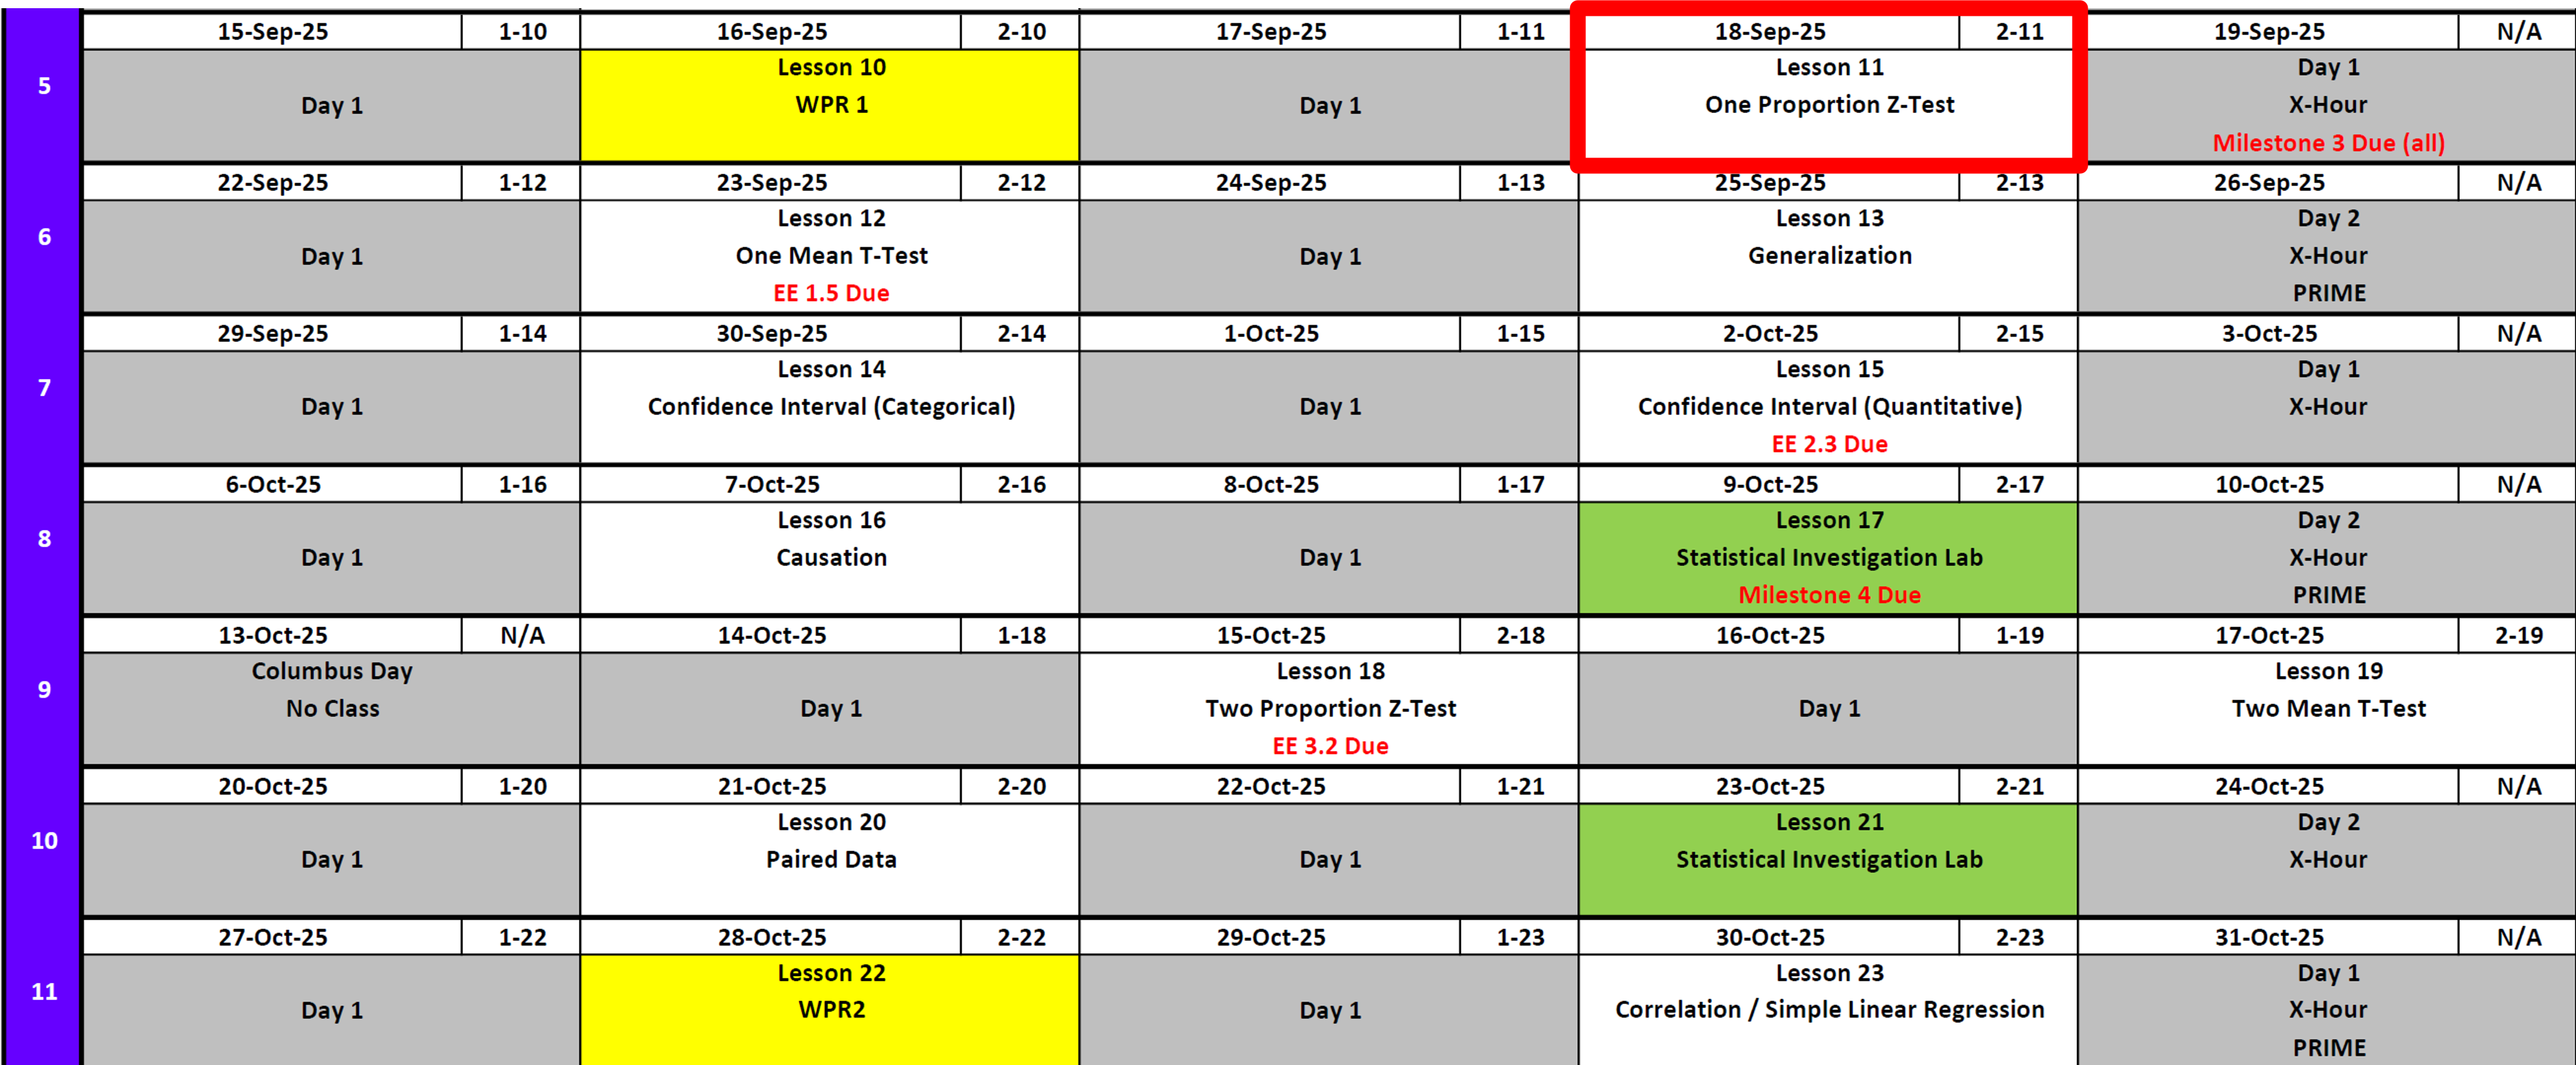 15-Sep-25 1-10 16-Sep-25 2-10 17-Sep-25 1-11 18-Sep-25 2-11 19-Sep-25 N/A
5
Day 1
Lesson 10
WPR 1
Day 1
Lesson 11
One Proportion Z-Test
Day 1
X-Hour
Milestone 3 Due (all)
22-Sep-25 1-12 23-Sep-25 2-12 24-Sep-25 1-13 25-Sep-25 2-13 26-Sep-25 N/A
6
Day 1
Lesson 12
One Mean T-Test
EE 1.5 Due
Day 1
Lesson 13
Generalization
Day 2
X-Hour
PRIME
29-Sep-25 1-14 30-Sep-25 2-14 1-Oct-25 1-15 2-Oct-25 2-15 3-Oct-25 N/A
7
Day 1
Lesson 14
Confidence Interval (Categorical)
Day 1
Lesson 15
Confidence Interval (Quantitative)
EE 2.3 Due
Day 1
X-Hour
6-Oct-25 1-16 7-Oct-25 2-16 8-Oct-25 1-17 9-Oct-25 2-17 10-Oct-25 N/A
8
Day 1
Lesson 16
Causation
Day 1
Lesson 17
Statistical Investigation Lab
Milestone 4 Due
Day 2
X-Hour
PRIME
13-Oct-25 N/A 14-Oct-25 1-18 15-Oct-25 2-18 16-Oct-25 1-19 17-Oct-25 2-19
9
Columbus Day
No Class
Day 1
Lesson 18
Two Proportion Z-Test
EE 3.2 Due
Day 1
Lesson 19
Two Mean T-Test
20-Oct-25 1-20 21-Oct-25 2-20 22-Oct-25 1-21 23-Oct-25 2-21 24-Oct-25 N/A
10
Day 1
Lesson 20
Paired Data
Day 1
Lesson 21
Statistical Investigation Lab
Day 2
X-Hour
27-Oct-25 1-22 28-Oct-25 2-22 29-Oct-25 1-23 30-Oct-25 2-23 31-Oct-25 N/A
11
Day 1
Lesson 22
WPR2
Day 1
Lesson 23
Correlation / Simple Linear Regression
Day 1
X-Hour
PRIME